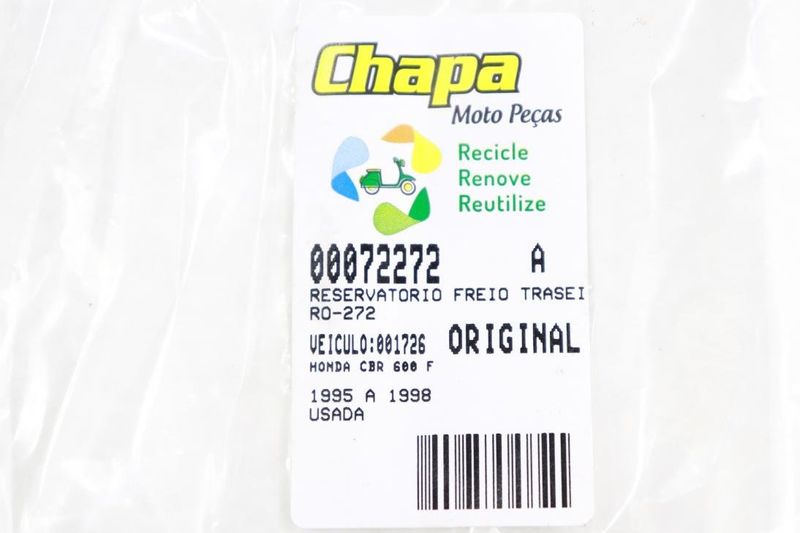 Chapa
Moto Peças
Recicle
Renove
Reutilize
00072272 A
RESERVATORIO FREIO TRASEI
RO-272
VEICULO:001726 ORIGINAL
HONDA CBR 600 F
1995 A 1998
USADA